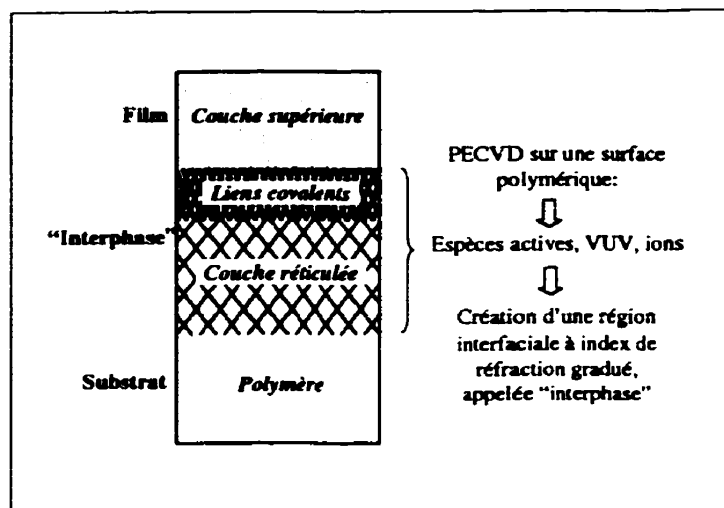 Film
Couche supérieure
Liens covalents
“Interphase”
Couche réticulée
Substrat
Polymère
PECVD sur une surface
polymérique:
Espèces actives, VUV, ions
Création d’une région
interfaciale à index de
réfraction gradué,
appelée “interphase”